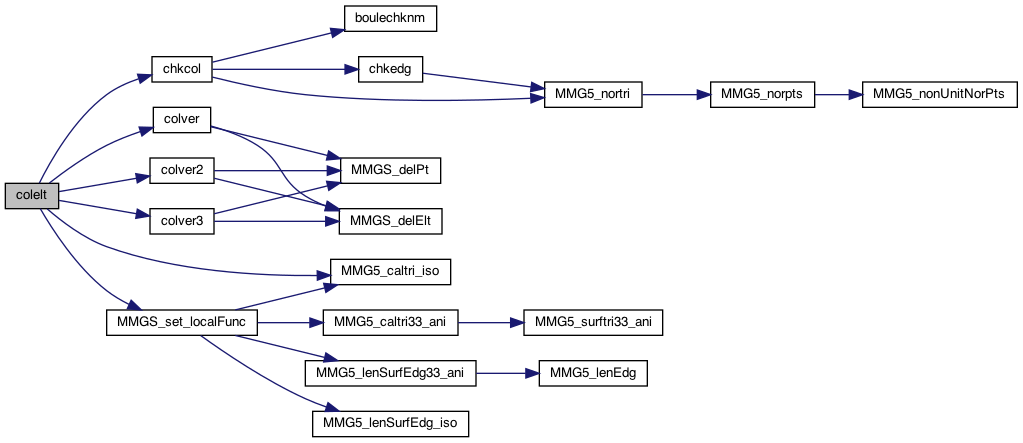 boulechknm
chkcol
chkedg
MMG5_nortri
MMG5_norpts
MMG5_nonUnitNorPts
colver
colver2
MMGS_delPt
colelt
colver3
MMGS_delElt
MMG5_caltri_iso
MMGS_set_localFunc
MMG5_caltri33_ani
MMG5_surftri33_ani
MMG5_lenSurfEdg33_ani
MMG5_lenEdg
MMG5_lenSurfEdg_iso